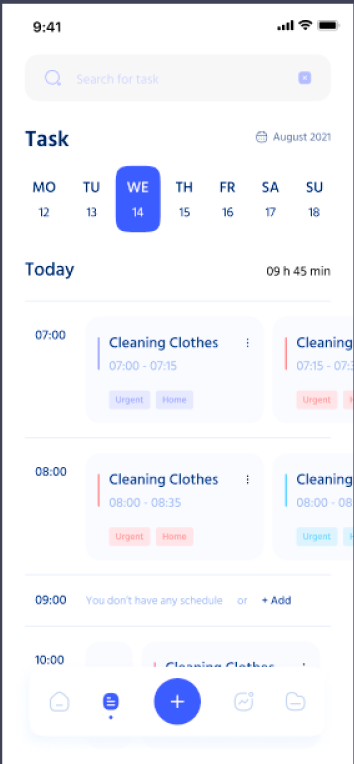 9:41
Search for task
Task
August 2021
MO TU WE TH FR SA SU
12 13 14 15 16 17 18
Today
09 h 45 min
07:00
Cleaning Clothes
07:00 - 07:15
Urgent Home
Cleaning
07:15 - 07:3
Urgent
08:00
Cleaning Clothes
08:00 - 08:35
Urgent Home
Cleaning
08:00 - 08
Urgent
09:00 You don't have any schedule or + Add
10:00
Cleaning Clothes